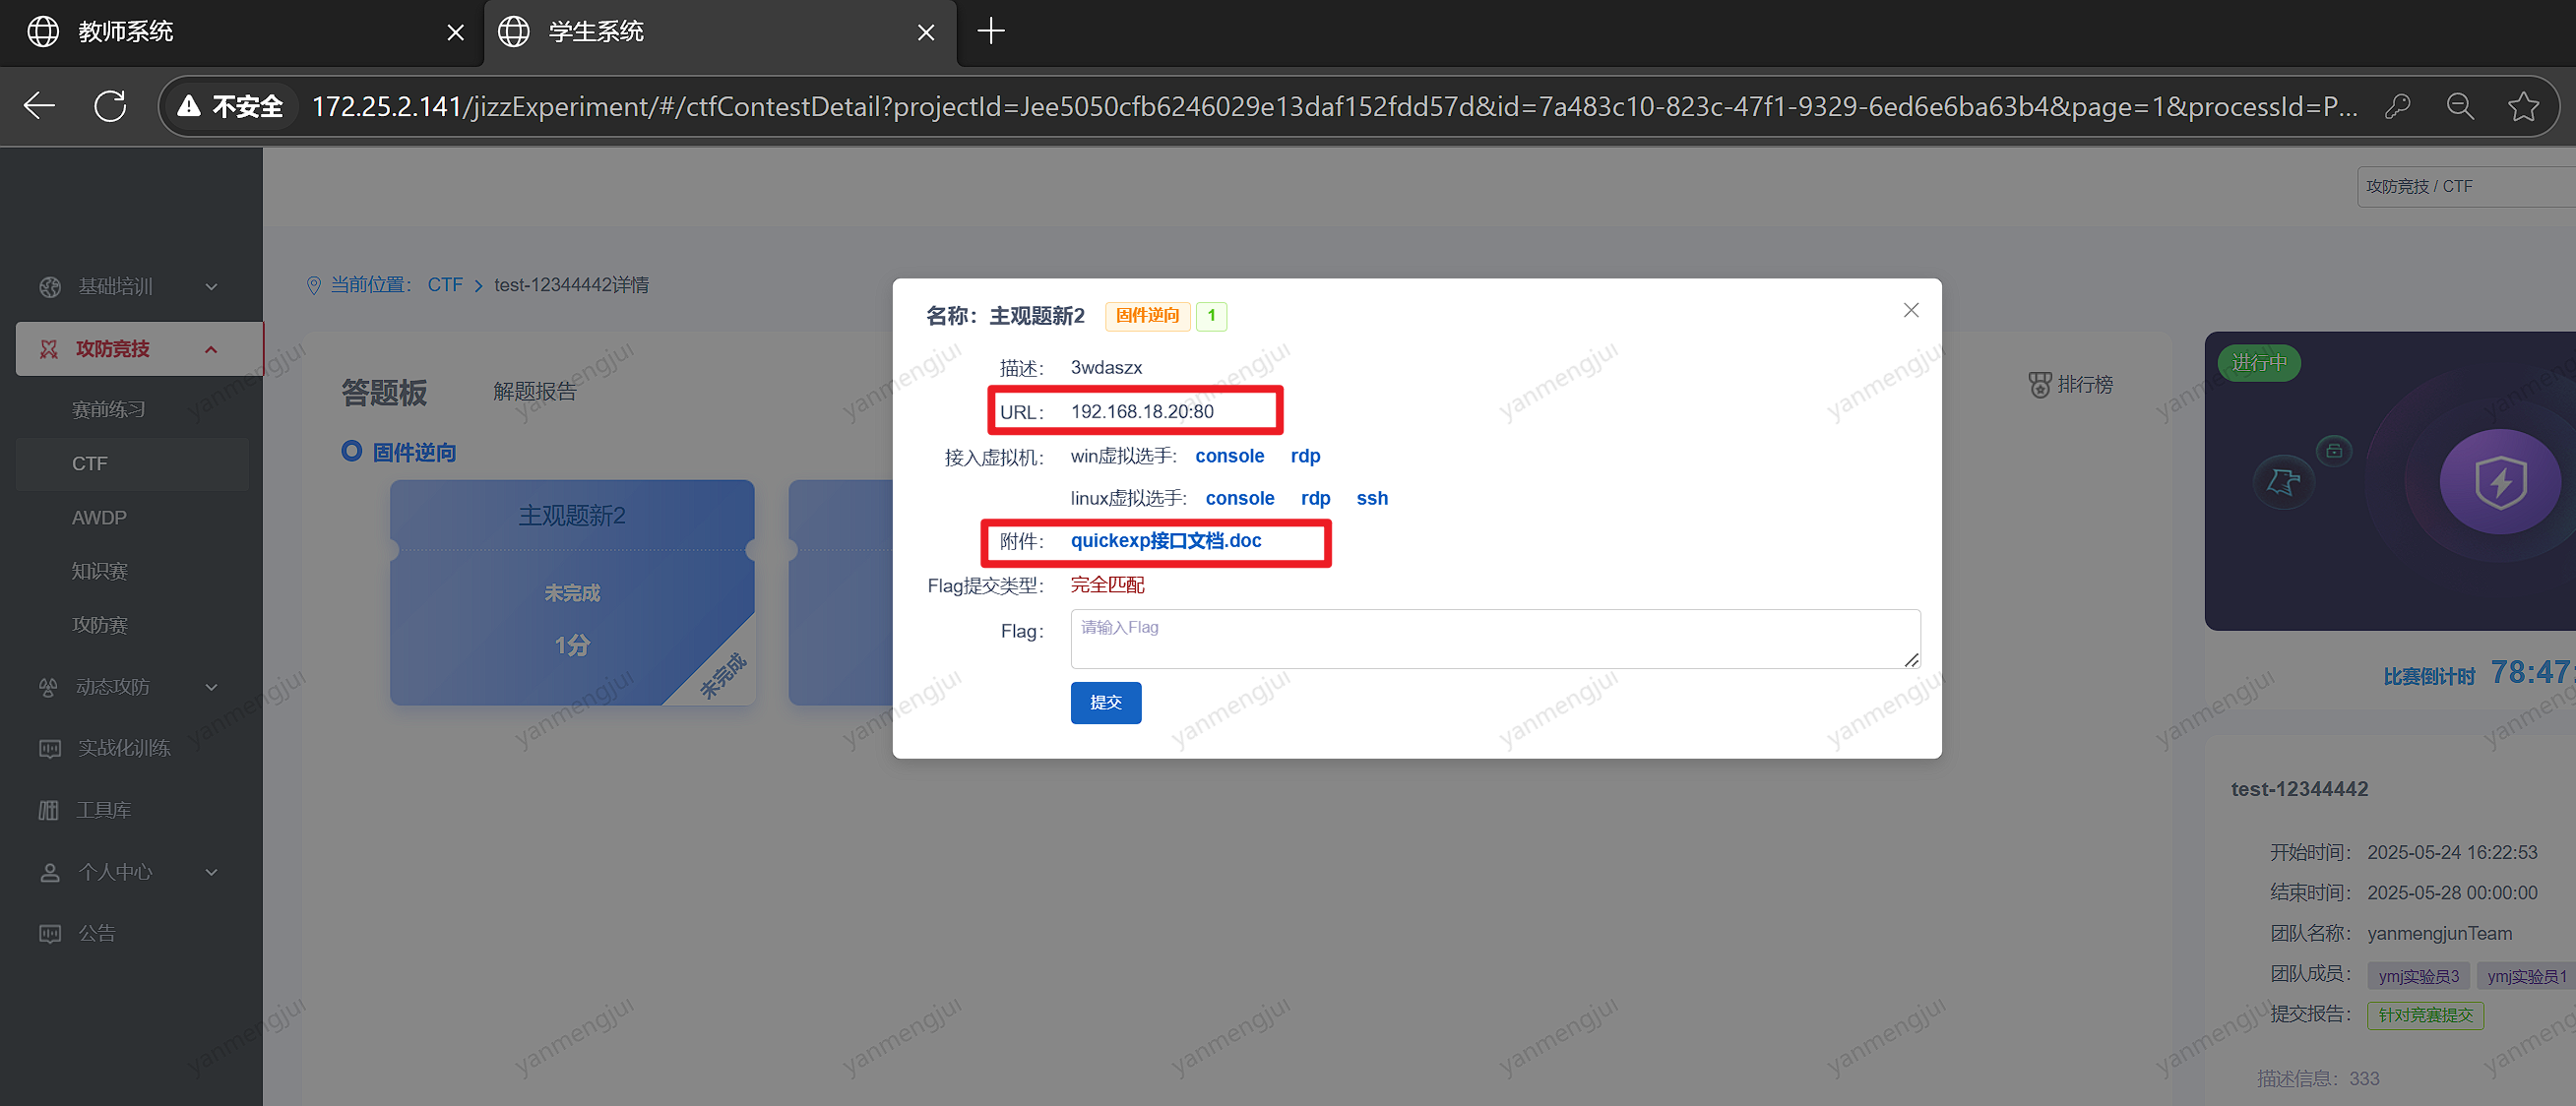 教师系统
学生系统
不安全 172.25.2.141/jizzExperiment/#/ctfContestDetail?projectId=Jee5050cfb6246029e13daf152fdd57d&id=7a483c10-823c-47f1-9329-6ed6e6ba63b4&page=1&processId=P...
攻防竞技 / CTF
基础培训
攻防竞技
赛前练习
CTF
AWDP
知识赛
攻防赛
动态攻防
实战化训练
工具库
个人中心
公告
当前位置： CTF > test-12344442详情
答题板
解题报告
排行榜
固件逆向
主观题新2
未完成
1分
未完成
名称：主观题新2 固件逆向 1
描述： 3wdaszx
URL： 192.168.18.20:80
接入虚拟机： win虚拟选手： console rdp
linux虚拟选手： console rdp ssh
附件： quickexp接口文档.doc
Flag提交类型： 完全匹配
Flag： 请输入Flag
提交
进行中
比赛倒计时 78:47:
test-12344442
开始时间： 2025-05-24 16:22:53
结束时间： 2025-05-28 00:00:00
团队名称： yanmengjunTeam
团队成员： ymj实验员3 ymj实验员1
提交报告： 针对竞赛提交
描述信息：333
yanmengjui